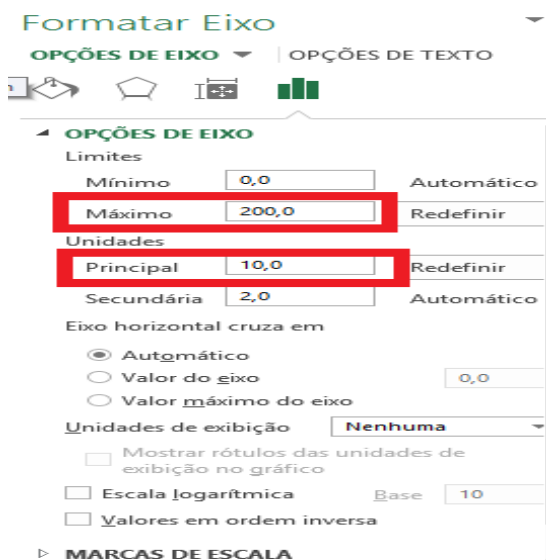 Formatar Eixo
OPÇÕES DE EIXO OPÇÕES DE TEXTO
OPÇÕES DE EIXO
Limites
Mínimo 0,0 Automático
Máximo 200,0 Redefinir
Unidades
Principal 10,0 Redefinir
Secundária 2,0 Automático
Eixo horizontal cruza em
Automático
Valor do eixo 0,0
Valor máximo do eixo
Unidades de exibição Nenhuma
Mostrar rótulos das unidades de
exibição no gráfico
Escala logarítmica Base 10
Valores em ordem inversa
MARCAS DE ESCALA